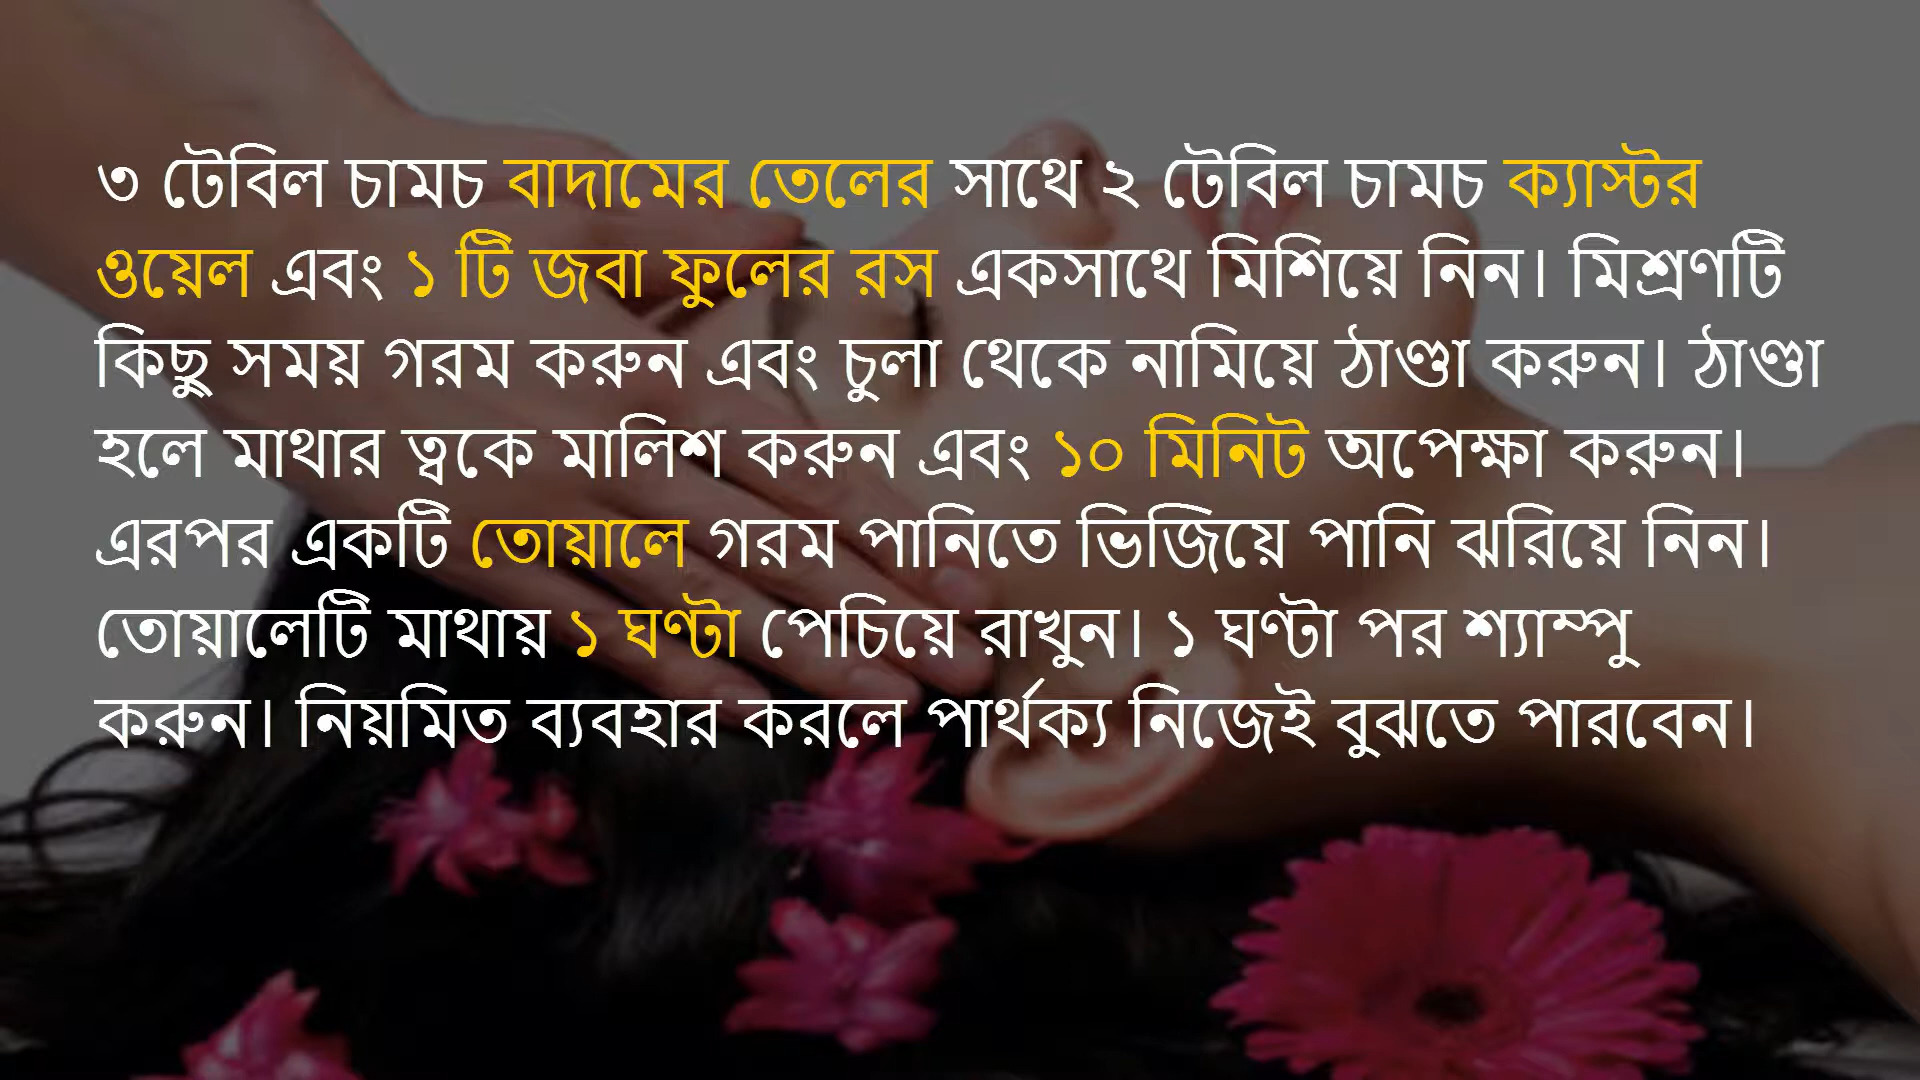 ৩ টেবিল চামচ বাদামের তেলের সাথে ২ টেবিল চামচ ক্যাস্টর
ওয়েল এবং ১ টি জবা ফুলের রস একসাথে মিশিয়ে নিন। মিশ্রণটি
কিছু সময় গরম করুন এবং চুলা থেকে নামিয়ে ঠাণ্ডা করুন। ঠাণ্ডা
হলে মাথার ত্বকে মালিশ করুন এবং ১০ মিনিট অপেক্ষা করুন।
এরপর একটি তোয়ালে গরম পানিতে ভিজিয়ে পানি ঝরিয়ে নিন।
তোয়ালেটি মাথায় ১ ঘণ্টা পেচিয়ে রাখুন। ১ ঘণ্টা পর শ্যাম্পু
করুন। নিয়মিত ব্যবহার করলে পার্থক্য নিজেই বুঝতে পারবেন।